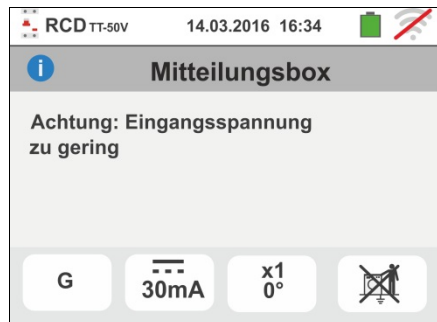 RCD TT-50V 14.03.2016 16:34
i Mitteilungsbox
Achtung: Eingangsspannung
zu gering
G
30mA
x1
0°